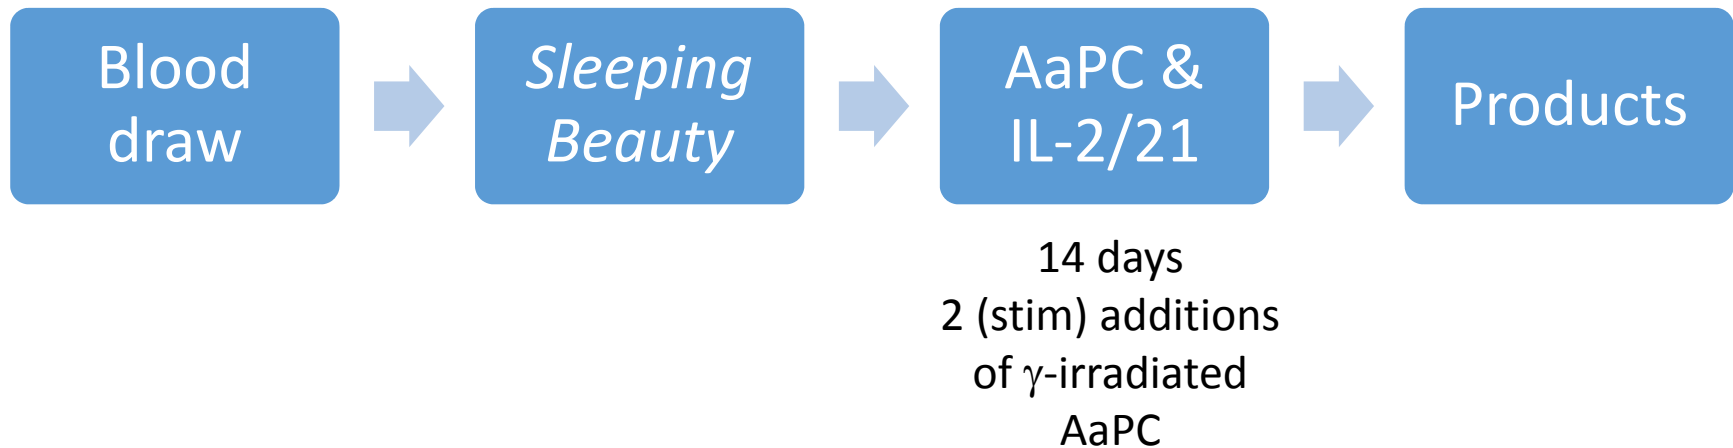 Blood
draw
Sleeping
Beauty
AaPC &
IL-2/21
Products
14 days
2 (stim) additions
of γ-irradiated
AaPC